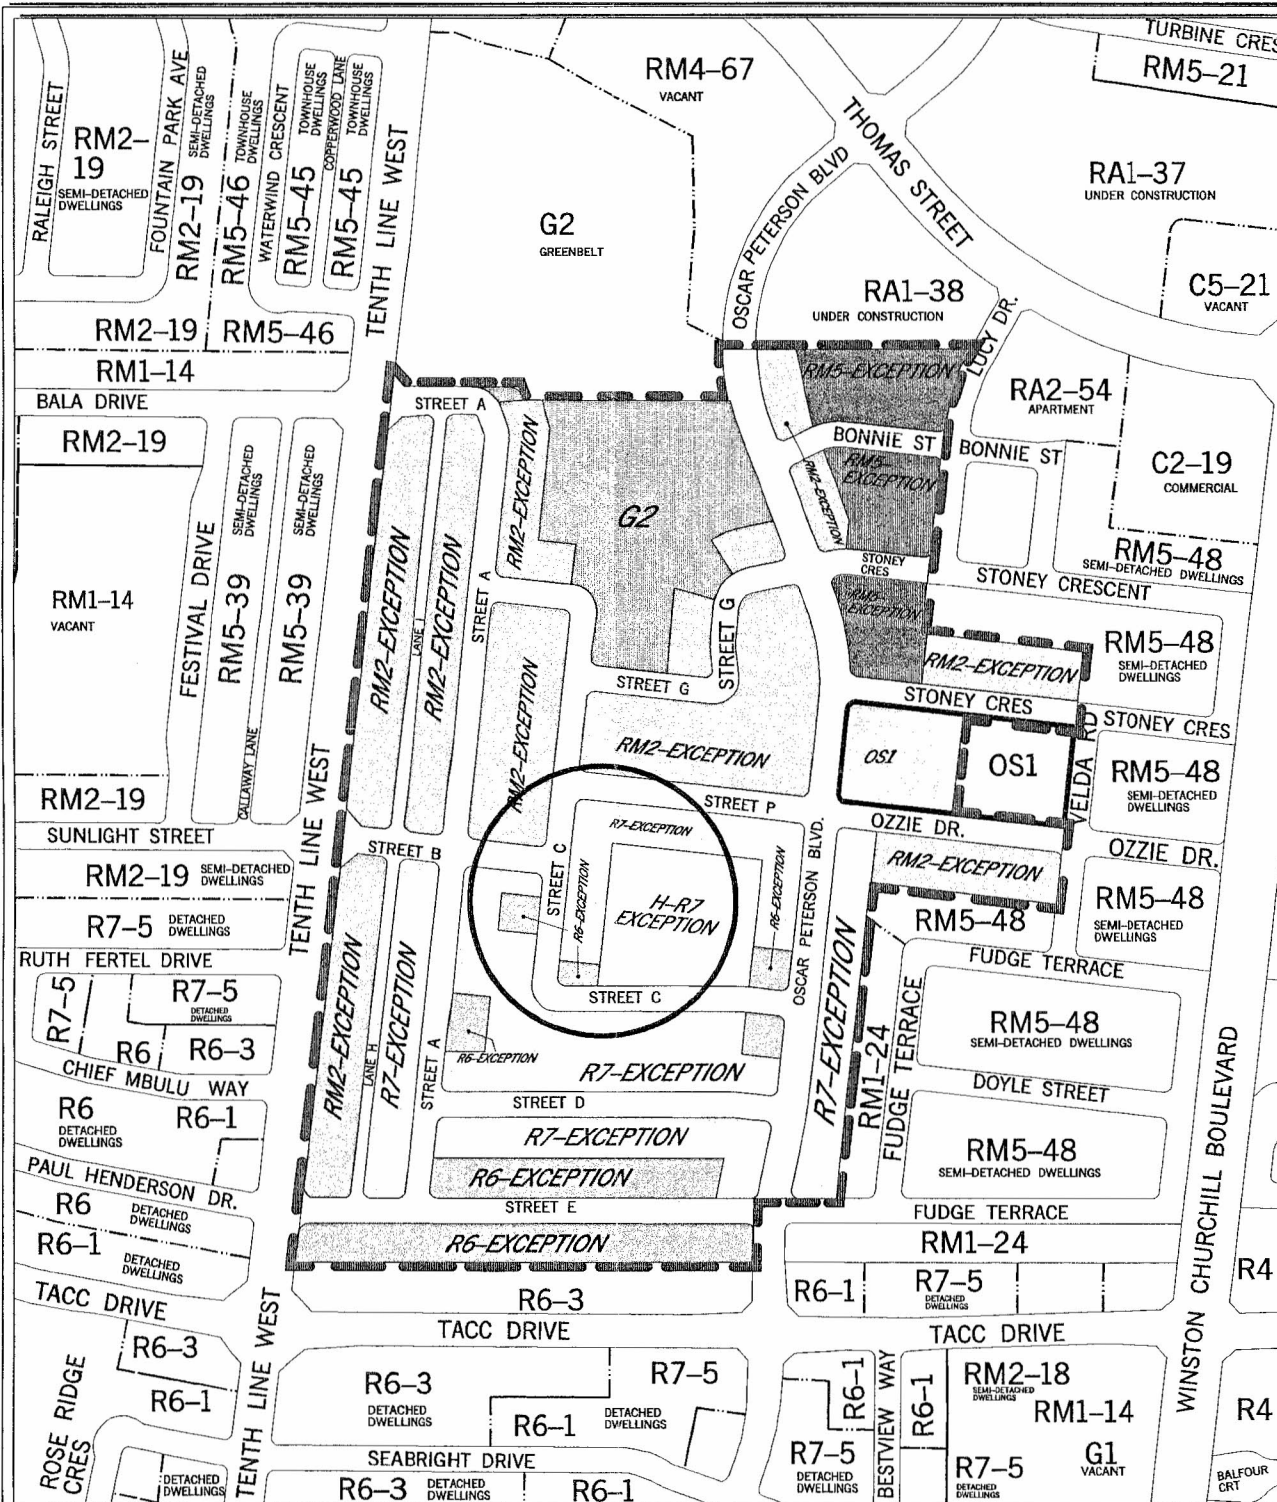 TURBINE CRES
RM5–21
RM4–67
VACANT
THOMAS STREET
RALEIGH STREET
RM2–
19
SEMI–DETACHED
DWELLINGS
FOUNTAIN PARK AVE
RM2–19
SEMI–DETACHED
DWELLINGS
RM5–46
TOWNHOUSE
DWELLINGS
WATERWIND CRESCENT
RM5–45
TOWNHOUSE
DWELLINGS
COPPERWOOD LANE
RM5–45
TOWNHOUSE
DWELLINGS
TENTH LINE WEST
G2
GREENBELT
OSCAR PETERSON BLVD
RA1–37
UNDER CONSTRUCTION
C5–21
VACANT
RA1–38
UNDER CONSTRUCTION
LUCY DR.
RM2–19
RM5–46
RM1–14
BALA DRIVE
RM2–19
STREET A
RM5–EXCEPTION
RA2–54
APARTMENT
BONNIE ST
BONNIE ST
C2–19
COMMERCIAL
RM5–
EXCEPTION
RM2–EXCEPTION
RM2–EXCEPTION
G2
STONEY
CRES
RM5–48
SEMI–DETACHED DWELLINGS
STONEY CRESCENT
RM1–14
VACANT
FESTIVAL DRIVE
RM5–39
SEMI–DETACHED
DWELLINGS
RM5–39
SEMI–DETACHED
DWELLINGS
CALLAWAY LANE
TENTH LINE WEST
RM2–EXCEPTION
LANE I
RM2–EXCEPTION
STREET A
RM2–EXCEPTION
STREET G
STREET G
RM5–
EXCEPTION
RM2–EXCEPTION
RM5–48
SEMI–DETACHED
DWELLINGS
STONEY CRES
STONEY CRES
RM2–EXCEPTION
OS1
OS1
VELDA RD
RM5–48
SEMI–DETACHED
DWELLINGS
RM2–19
SUNLIGHT STREET
STREET P
OZZIE DR.
OZZIE DR.
R7–EXCEPTION
STREET B
STREET C
R6–EXCEPTION
H–R7
EXCEPTION
R6–EXCEPTION
OSCAR PETERSON BLVD.
RM2–EXCEPTION
RM2–19
SEMI–DETACHED
DWELLINGS
R7–5
DETACHED
DWELLINGS
RM5–48
RM5–48
SEMI–DETACHED
DWELLINGS
RUTH FERTEL DRIVE
FUDGE TERRACE
STREET C
R7–5
R7–5
DETACHED
DWELLINGS
R6
R6–3
RM2–EXCEPTION
LANE H
R7–EXCEPTION
STREET A
R6–EXCEPTION
R7–EXCEPTION
R7–EXCEPTION
RM1–24
FUDGE TERRACE
RM5–48
SEMI–DETACHED DWELLINGS
CHIEF MBULU WAY
STREET D
DOYLE STREET
R6
DETACHED
DWELLINGS
R6–1
R7–EXCEPTION
RM5–48
SEMI–DETACHED DWELLINGS
WINSTON CHURCHILL BOULEVARD
PAUL HENDERSON DR.
R6–EXCEPTION
STREET E
FUDGE TERRACE
R6
DETACHED
DWELLINGS
R6–1
DETACHED
DWELLINGS
R6–EXCEPTION
RM1–24
R4
TACC DRIVE
R6–3
R6–1
R7–5
DETACHED
DWELLINGS
TACC DRIVE
TACC DRIVE
TENTH LINE WEST
R6–3
R6–1
ROSE RIDGE
CRES
DETACHED
DWELLINGS
R6–3
DETACHED
DWELLINGS
R7–5
R6–1
DETACHED
DWELLINGS
R6–1
BESTVIEW WAY
R6–1
RM2–18
SEMI–DETACHED
DWELLINGS
RM1–14
R4
SEABRIGHT DRIVE
R7–5
DETACHED
DWELLINGS
R7–5
DETACHED
DWELLINGS
G1
VACANT
BALFOUR
CRT
R6–3
DETACHED
DWELLINGS
R6–1